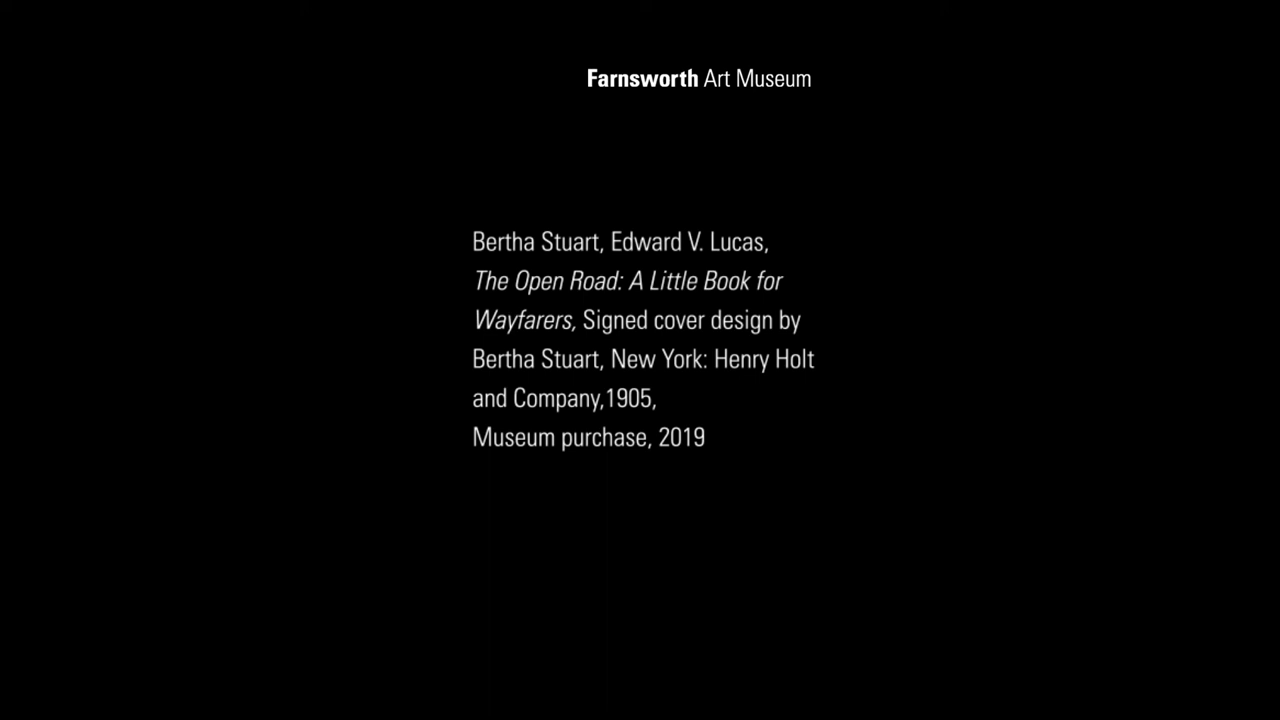 Farnsworth Art Museum
Bertha Stuart, Edward V. Lucas,
The Open Road: A Little Book for
Wayfarers, Signed cover design by
Bertha Stuart, New York: Henry Holt
and Company,1905,
Museum purchase, 2019